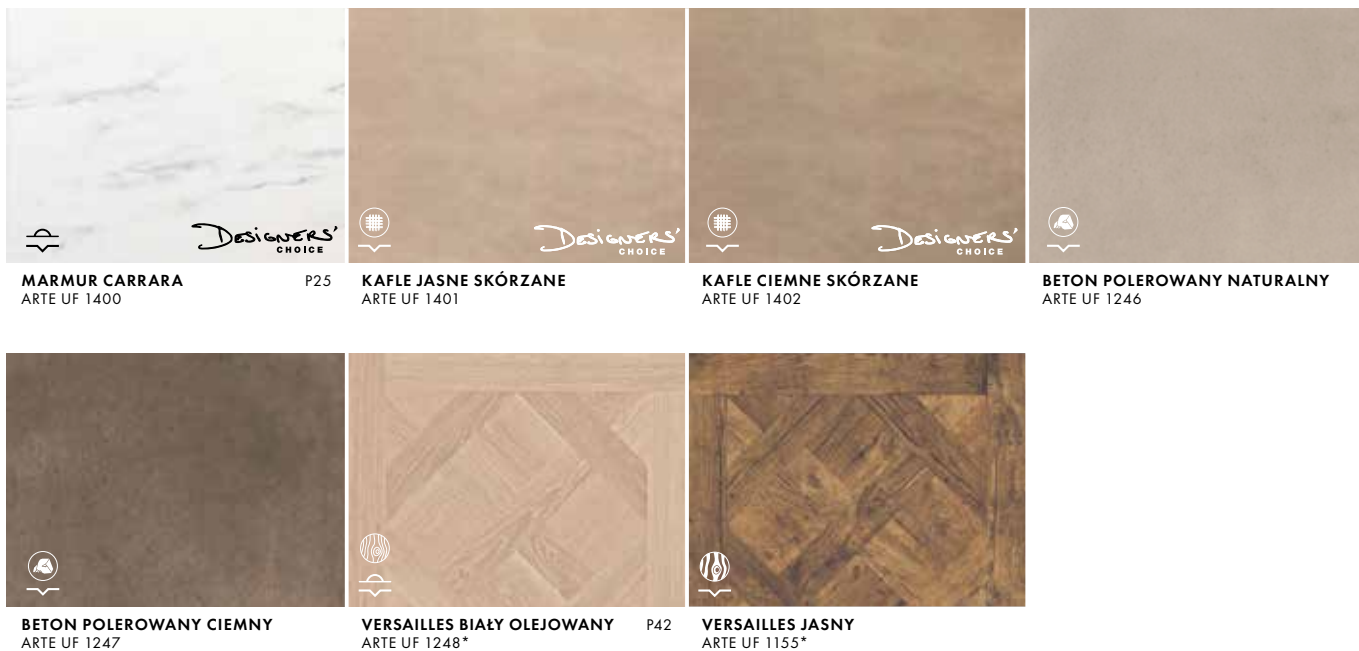 DESIGNERS'
CHOICE
DESIGNERS'
CHOICE
DESIGNERS'
CHOICE
MARMUR CARRARA P25
ARTE UF 1400
KAFLE JASNE SKÓRZANE
ARTE UF 1401
KAFLE CIEMNE SKÓRZANE
ARTE UF 1402
BETON POLEROWANY NATURALNY
ARTE UF 1246
BETON POLEROWANY CIEMNY
ARTE UF 1247
VERSAILLES BIAŁY OLEJOWANY P42
ARTE UF 1248*
VERSAILLES JASNY
ARTE UF 1155*